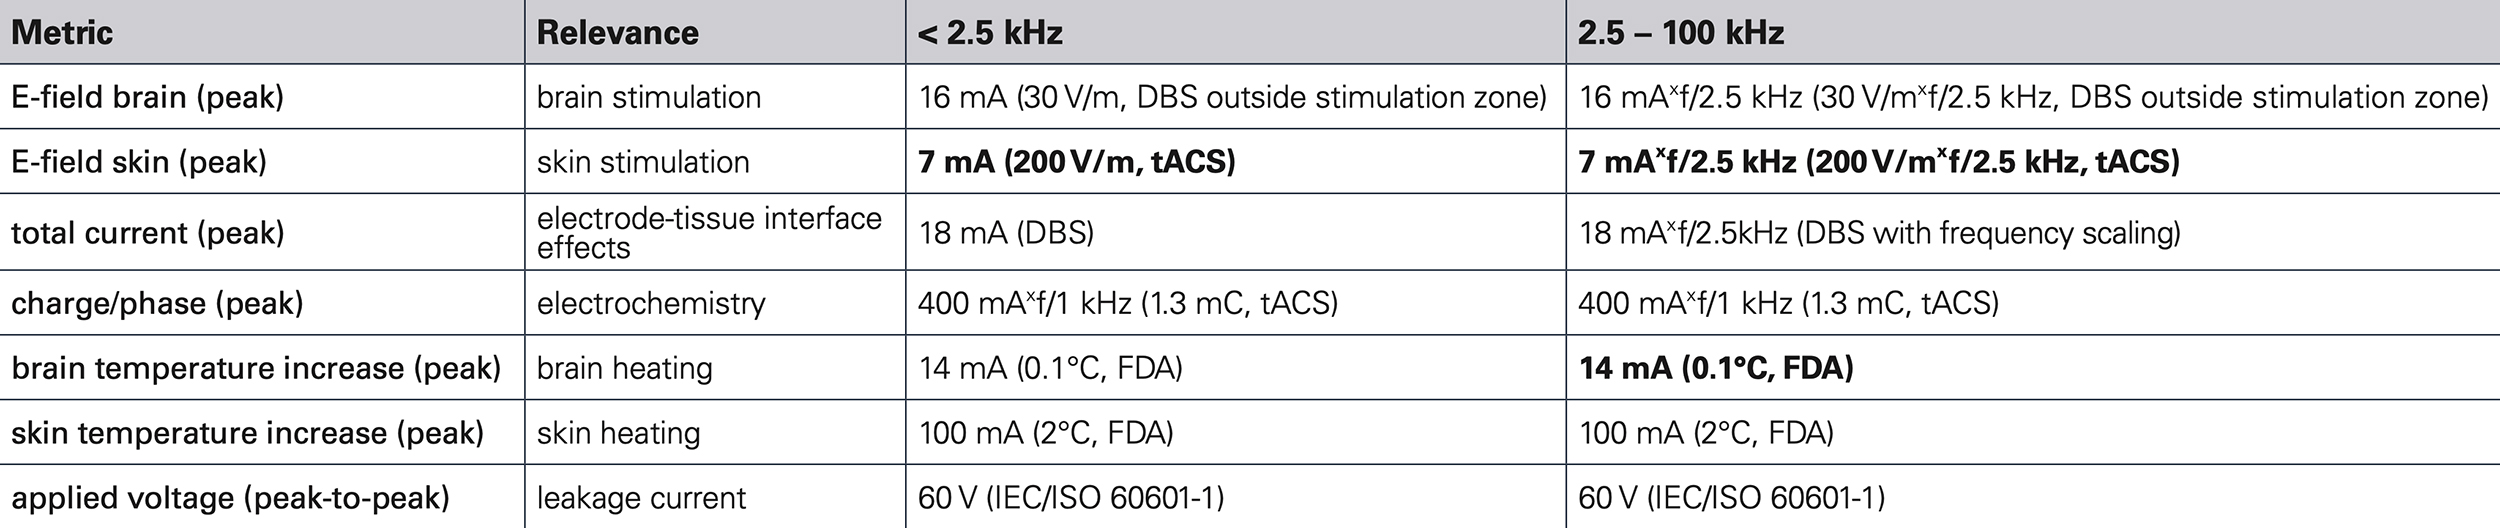 Metric Relevance < 2.5 kHz 2.5 – 100 kHz
E-field brain (peak) brain stimulation 16 mA (30 V/m, DBS outside stimulation zone) 16 mAˣf/2.5 kHz (30 V/mˣf/2.5 kHz, DBS outside stimulation zone)
E-field skin (peak) skin stimulation 7 mA (200 V/m, tACS) 7 mAˣf/2.5 kHz (200 V/mˣf/2.5 kHz, tACS)
total current (peak) electrode-tissue interface
effects 18 mA (DBS) 18 mAˣf/2.5kHz (DBS with frequency scaling)
charge/phase (peak) electrochemistry 400 mAˣf/1 kHz (1.3 mC, tACS) 400 mAˣf/1 kHz (1.3 mC, tACS)
brain temperature increase (peak) brain heating 14 mA (0.1°C, FDA) 14 mA (0.1°C, FDA)
skin temperature increase (peak) skin heating 100 mA (2°C, FDA) 100 mA (2°C, FDA)
applied voltage (peak-to-peak) leakage current 60 V (IEC/ISO 60601-1) 60 V (IEC/ISO 60601-1)